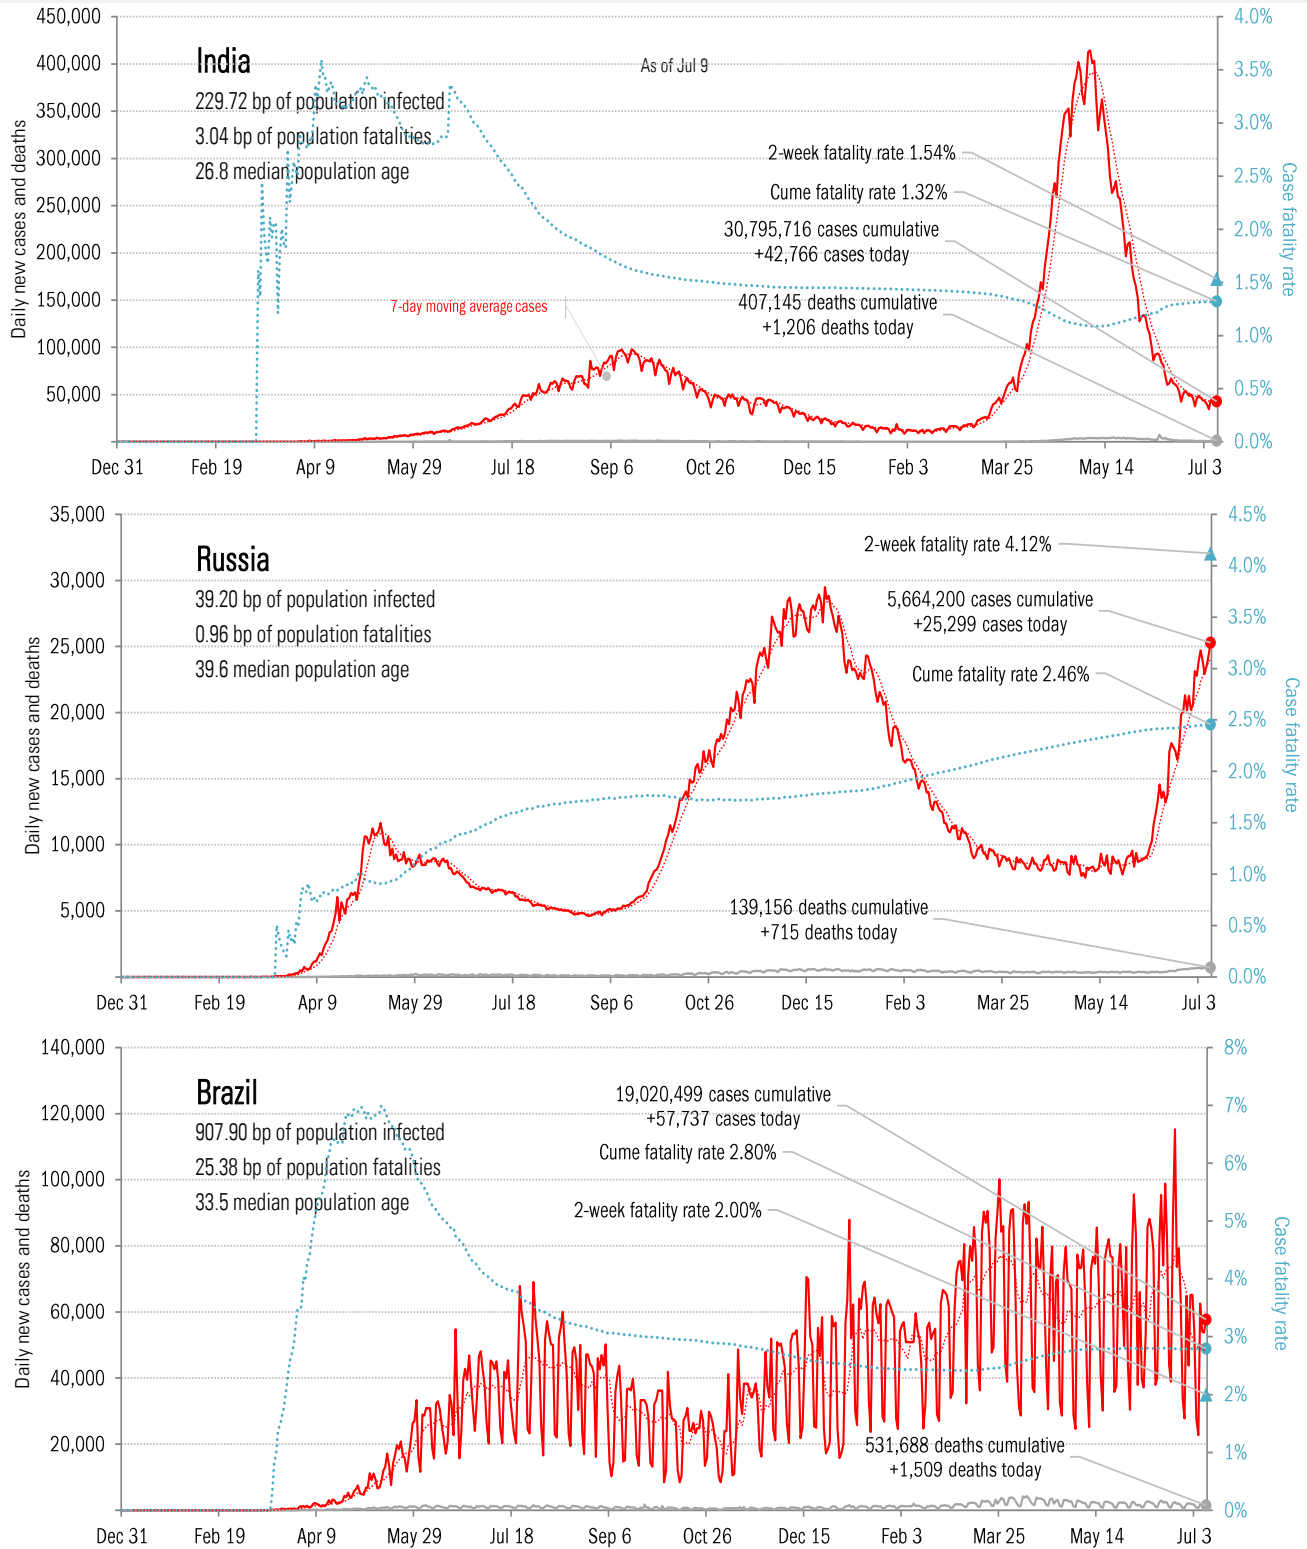 450,000
400,000
350,000
300,000
250,000
200,000
150,000
100,000
50,000
Daily new cases and deaths
India
229.72 bp of population infected
3.04 bp of population fatalities
26.8 median population age
As of Jul 9
7-day moving average cases
2-week fatality rate 1.54%
Cume fatality rate 1.32%
30,795,716 cases cumulative
+42,766 cases today
407,145 deaths cumulative
+1,206 deaths today
4.0%
3.5%
3.0%
2.5%
2.0%
1.5%
1.0%
0.5%
0.0%
Case fatality rate
Dec 31 Feb 19 Apr 9 May 29 Jul 18 Sep 6 Oct 26 Dec 15 Feb 3 Mar 25 May 14 Jul 3
35,000
30,000
25,000
20,000
15,000
10,000
5,000
Daily new cases and deaths
Russia
39.20 bp of population infected
0.96 bp of population fatalities
39.6 median population age
2-week fatality rate 4.12%
5,664,200 cases cumulative
+25,299 cases today
Cume fatality rate 2.46%
139,156 deaths cumulative
+715 deaths today
4.5%
4.0%
3.5%
3.0%
2.5%
2.0%
1.5%
1.0%
0.5%
0.0%
Case fatality rate
Dec 31 Feb 19 Apr 9 May 29 Jul 18 Sep 6 Oct 26 Dec 15 Feb 3 Mar 25 May 14 Jul 3
140,000
120,000
100,000
80,000
60,000
40,000
20,000
Daily new cases and deaths
Brazil
907.90 bp of population infected
25.38 bp of population fatalities
33.5 median population age
19,020,499 cases cumulative
+57,737 cases today
Cume fatality rate 2.80%
2-week fatality rate 2.00%
531,688 deaths cumulative
+1,509 deaths today
8%
7%
6%
5%
4%
3%
2%
1%
0%
Case fatality rate
Dec 31 Feb 19 Apr 9 May 29 Jul 18 Sep 6 Oct 26 Dec 15 Feb 3 Mar 25 May 14 Jul 3